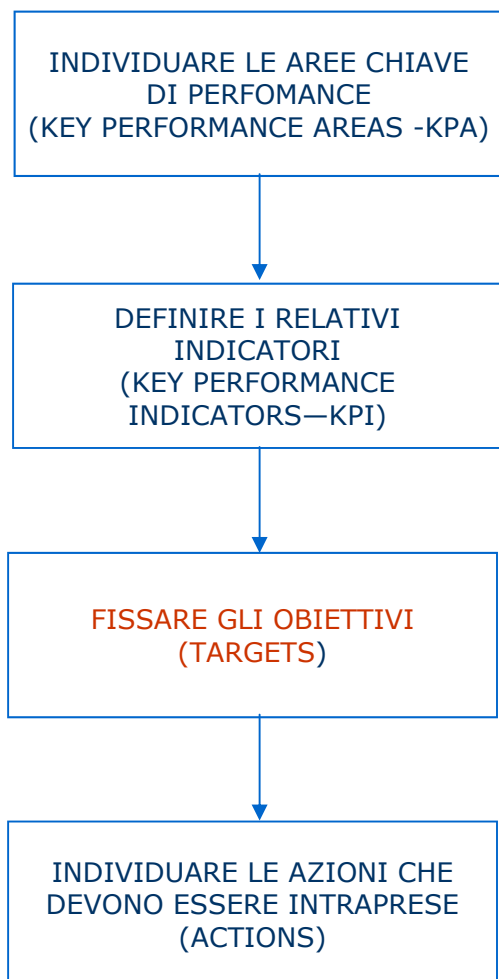 INDIVIDUARE LE AREE CHIAVE
DI PERFOMANCE
(KEY PERFORMANCE AREAS -KPA)
DEFINIRE I RELATIVI
INDICATORI
(KEY PERFORMANCE
INDICATORS—KPI)
FISSARE GLI OBIETTIVI
(TARGETS)
INDIVIDUARE LE AZIONI CHE
DEVONO ESSERE INTRAPRESE
(ACTIONS)